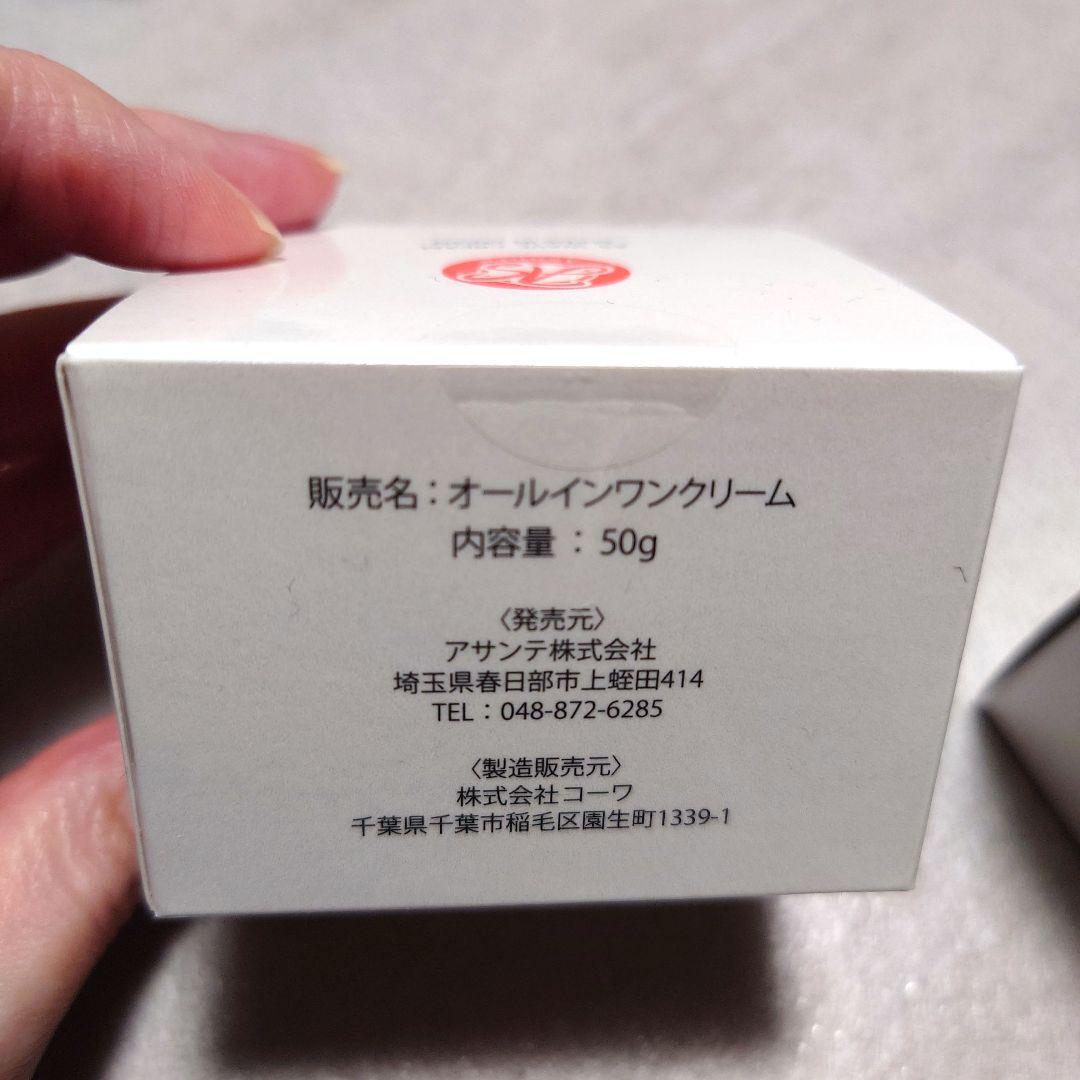 販売名：オールインワンクリーム
内容量：50g
〈発売元〉
アサンテ株式会社
埼玉県春日部市上蛭田414
TEL：048-872-6285
〈製造販売元〉
株式会社コーワ
千葉県千葉市稲毛区園生町1339-1